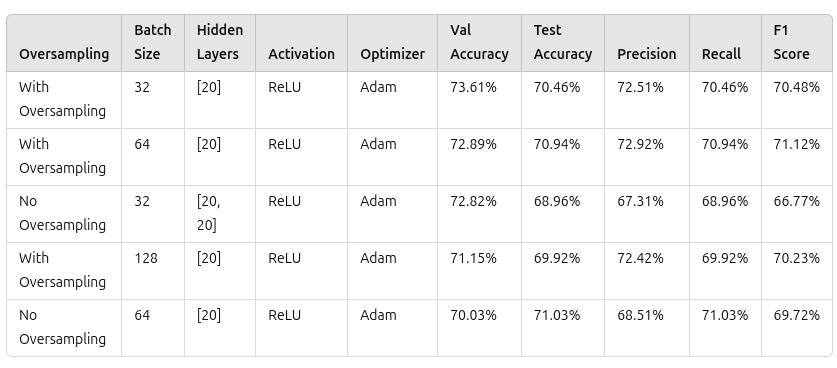 Oversampling Batch Size Hidden Layers Activation Optimizer Val Accuracy Test Accuracy Precision Recall F1 Score
With Oversampling 32 [20] ReLU Adam 73.61% 70.46% 72.51% 70.46% 70.48%
With Oversampling 64 [20] ReLU Adam 72.89% 70.94% 72.92% 70.94% 71.12%
No Oversampling 32 [20, 20] ReLU Adam 72.82% 68.96% 67.31% 68.96% 66.77%
With Oversampling 128 [20] ReLU Adam 71.15% 69.92% 72.42% 69.92% 70.23%
No Oversampling 64 [20] ReLU Adam 70.03% 71.03% 68.51% 71.03% 69.72%